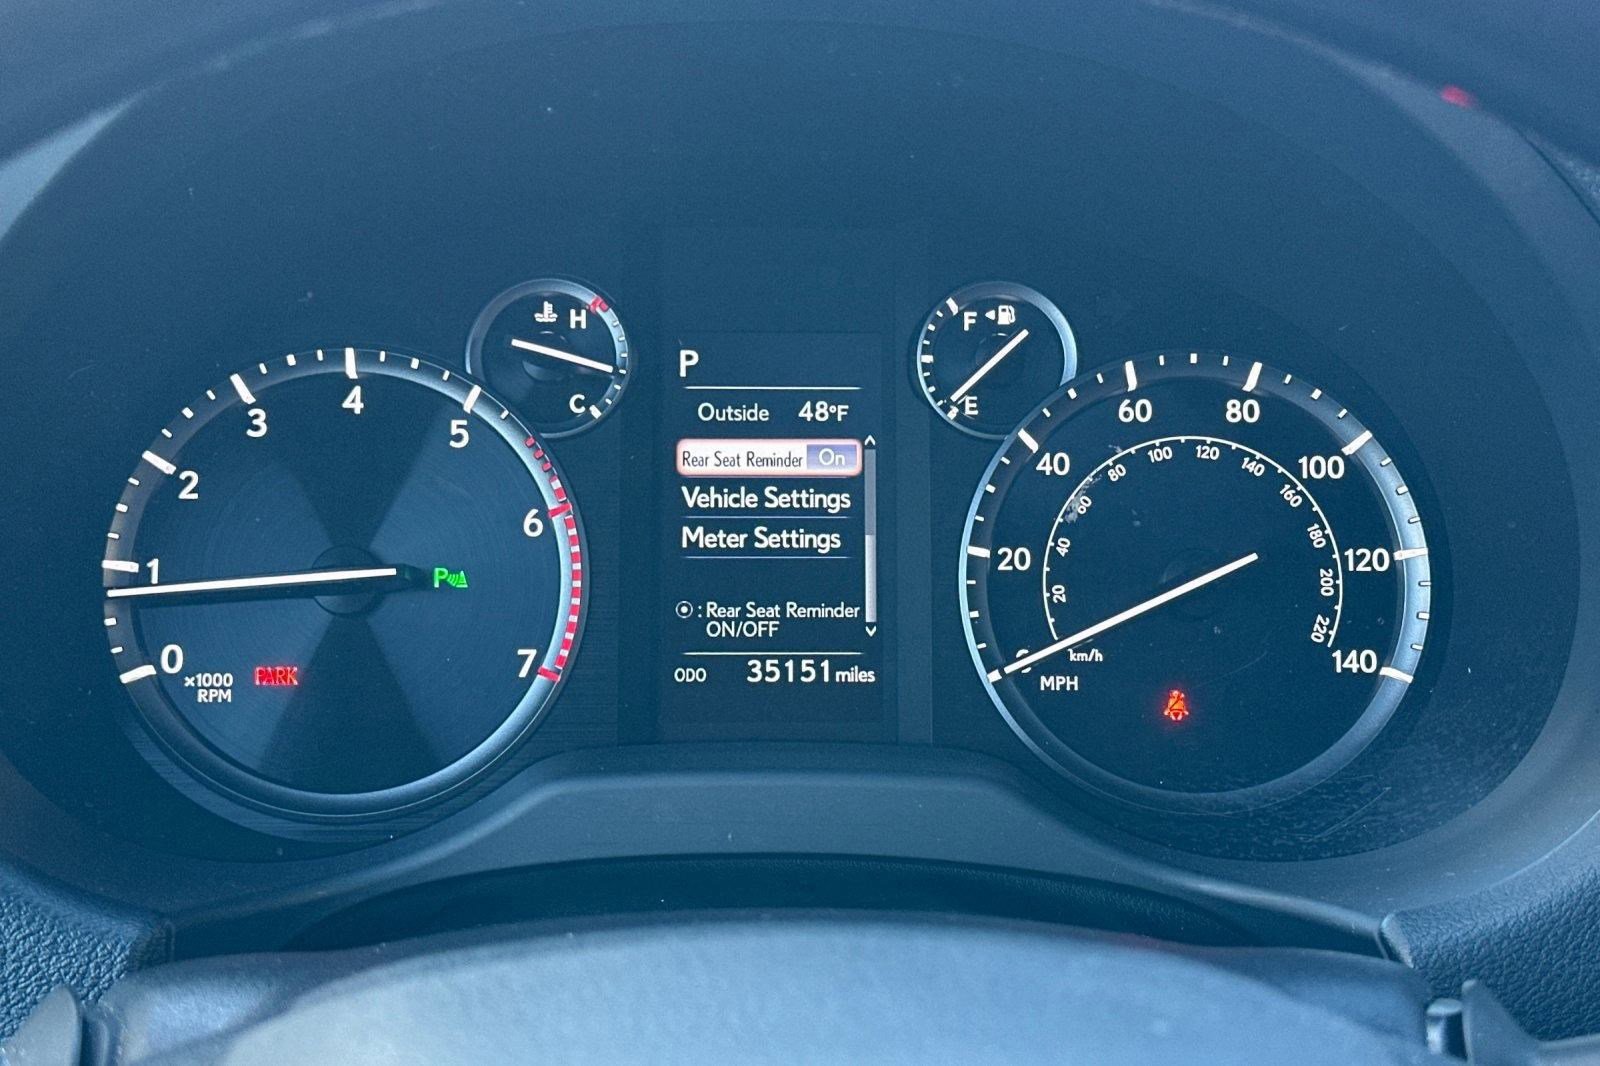 H
C
P
Outside 48°F
Rear Seat Reminder On
Vehicle Settings
Meter Settings
: Rear Seat Reminder
ON/OFF
ODO 35151 miles
F
E
0
1
2
3
4
5
6
7
x1000
RPM
PARK
P
0
20
40
60
80
100
120
140
20
40
60
80
100
120
140
160
180
200
220
km/h
MPH